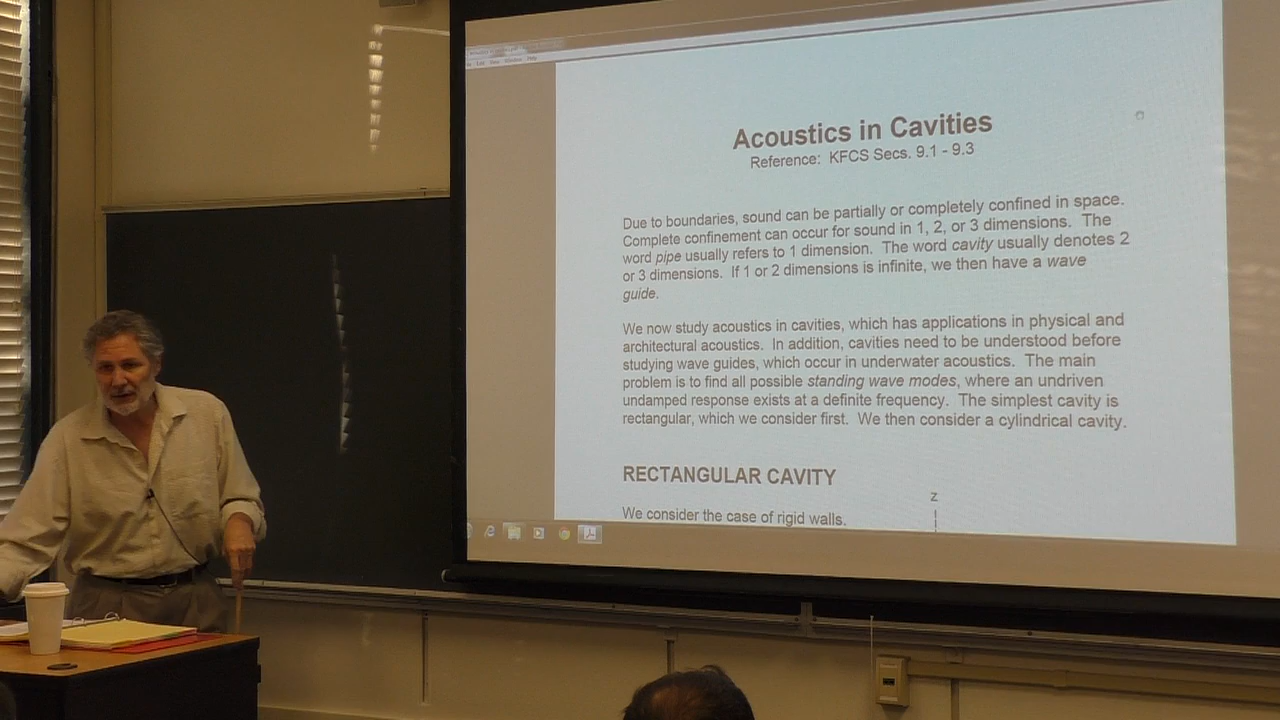 Edit View Window Help
Acoustics in Cavities
Reference: KFCS Secs. 9.1 - 9.3
Due to boundaries, sound can be partially or completely confined in space.
Complete confinement can occur for sound in 1, 2, or 3 dimensions. The
word pipe usually refers to 1 dimension. The word cavity usually denotes 2
or 3 dimensions. If 1 or 2 dimensions is infinite, we then have a wave
guide.
We now study acoustics in cavities, which has applications in physical and
architectural acoustics. In addition, cavities need to be understood before
studying wave guides, which occur in underwater acoustics. The main
problem is to find all possible standing wave modes, where an undriven
undamped response exists at a definite frequency. The simplest cavity is
rectangular, which we consider first. We then consider a cylindrical cavity.
RECTANGULAR CAVITY
z
We consider the case of rigid walls.